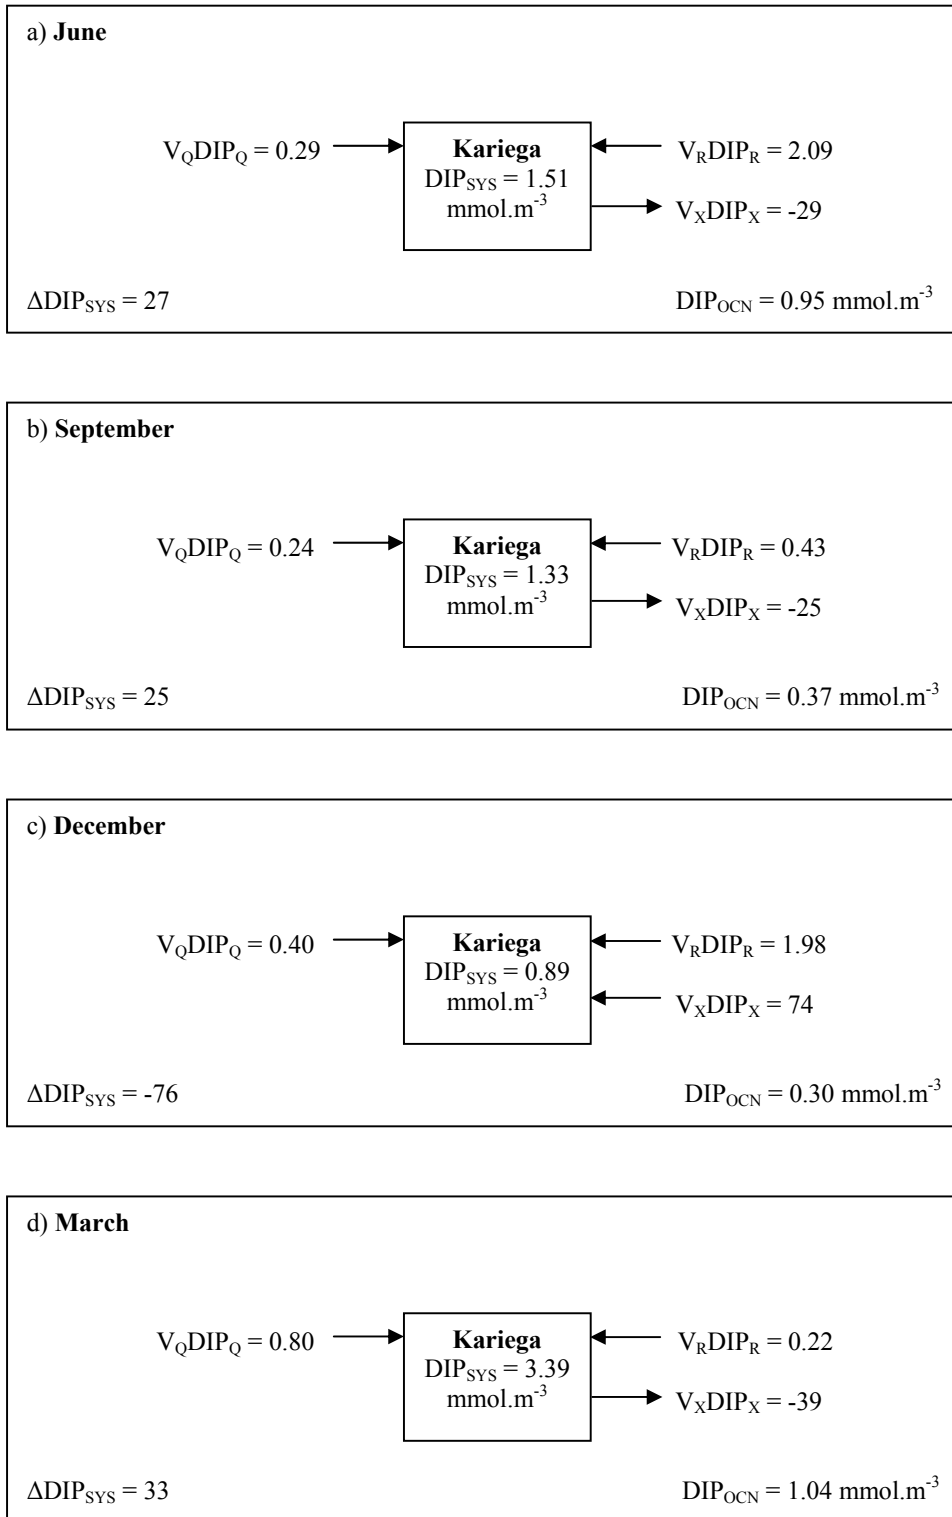 a) June
V_QDIP_Q = 0.29
Kariega
DIP_SYS = 1.51
mmol.m⁻³
V_RDIP_R = 2.09
V_XDIP_X = -29
ΔDIP_SYS = 27
DIP_OCN = 0.95 mmol.m⁻³
b) September
V_QDIP_Q = 0.24
Kariega
DIP_SYS = 1.33
mmol.m⁻³
V_RDIP_R = 0.43
V_XDIP_X = -25
ΔDIP_SYS = 25
DIP_OCN = 0.37 mmol.m⁻³
c) December
V_QDIP_Q = 0.40
Kariega
DIP_SYS = 0.89
mmol.m⁻³
V_RDIP_R = 1.98
V_XDIP_X = 74
ΔDIP_SYS = -76
DIP_OCN = 0.30 mmol.m⁻³
d) March
V_QDIP_Q = 0.80
Kariega
DIP_SYS = 3.39
mmol.m⁻³
V_RDIP_R = 0.22
V_XDIP_X = -39
ΔDIP_SYS = 33
DIP_OCN = 1.04 mmol.m⁻³